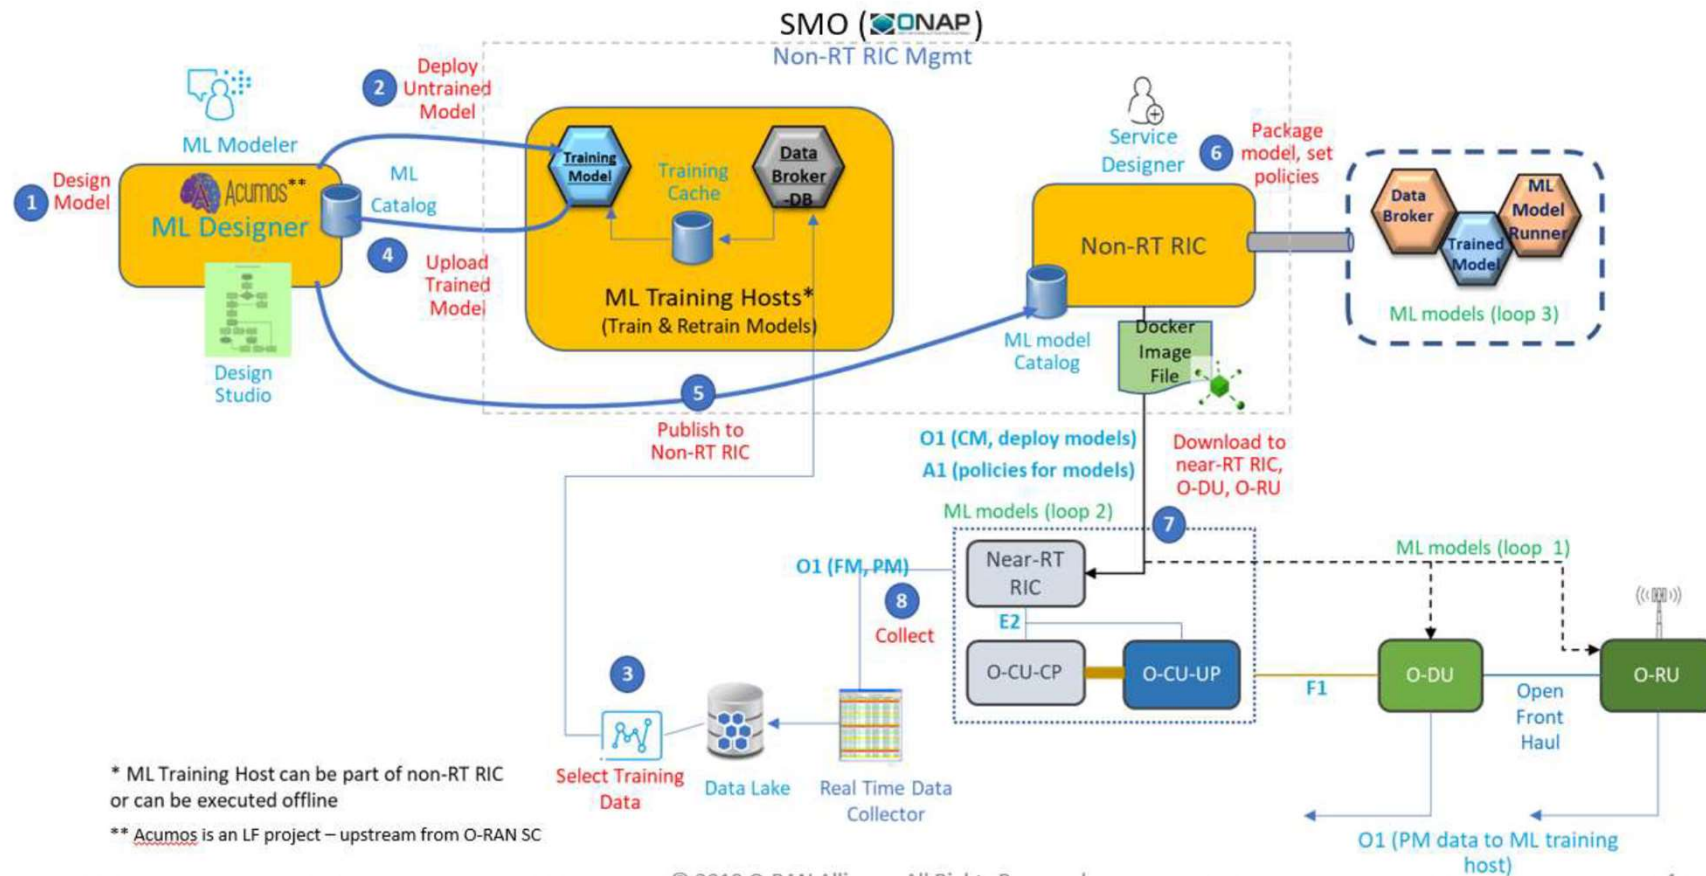 SMO (ONAP)
Non-RT RIC Mgmt
2
Deploy
Untrained
Model
ML Modeler
1
Design
Model
Acumos**
ML Designer
ML
Catalog
4
Upload
Trained
Model
Design
Studio
Training
Model
Training
Cache
Data
Broker
-DB
ML Training Hosts*
(Train & Retrain Models)
5
Publish to
Non-RT RIC
Service
Designer
6
Package
model, set
policies
Non-RT RIC
ML model
Catalog
Docker
Image
File
Data
Broker
Trained
Model
ML
Model
Runner
ML models (loop 3)
O1 (CM, deploy models)
A1 (policies for models)
Download to
near-RT RIC,
O-DU, O-RU
ML models (loop 2)
7
ML models (loop 1)
O1 (FM, PM)
8
Collect
Near-RT
RIC
E2
O-CU-CP
O-CU-UP
F1
O-DU
Open
Front
Haul
O-RU
3
Select Training
Data
Data Lake
Real Time Data
Collector
O1 (PM data to ML training
host)
* ML Training Host can be part of non-RT RIC
or can be executed offline
** Acumos is an LF project – upstream from O-RAN SC